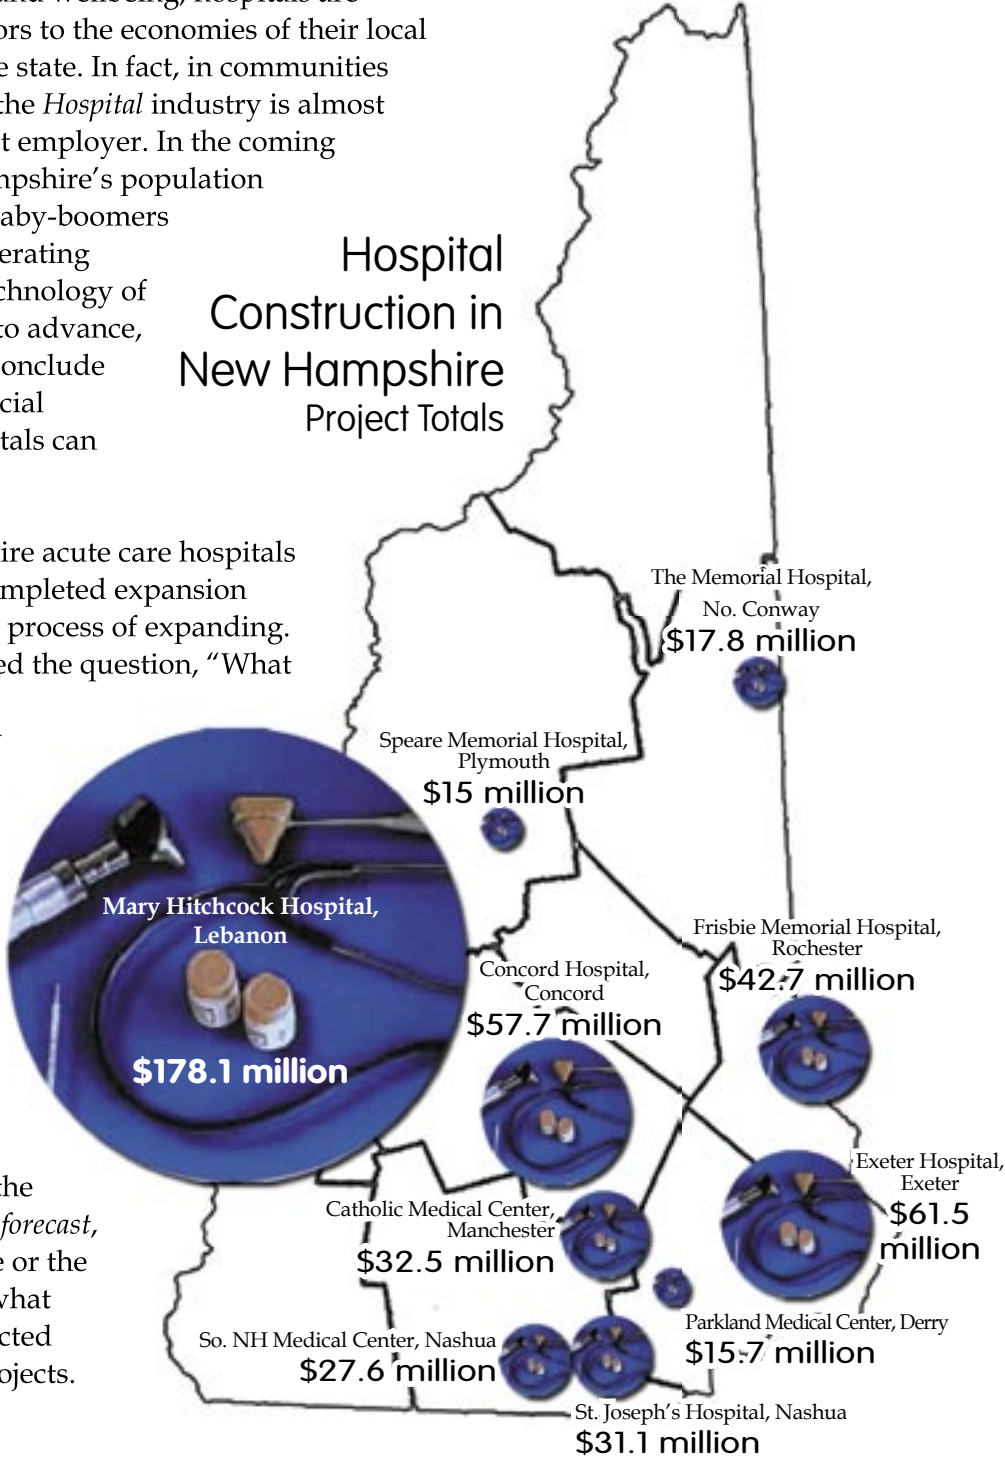 and wellbeing, hospitals are
ors to the economies of their local
e state. In fact, in communities
the Hospital industry is almost
t employer. In the coming
mpshire's population
aby-boomers
erating
chnology of
to advance,
onclude
cial
tals can
Hospital
Construction in
New Hampshire
Project Totals
ire acute care hospitals
mpleted expansion
process of expanding.
ed the question, "What
The Memorial Hospital,
No. Conway
$17.8 million
Speare Memorial Hospital,
Plymouth
$15 million
Mary Hitchcock Hospital,
Lebanon
$178.1 million
Frisbie Memorial Hospital,
Rochester
$42.7 million
Concord Hospital,
Concord
$57.7 million
Exeter Hospital,
Exeter
$61.5
million
Catholic Medical Center,
Manchester
$32.5 million
the
forecast,
e or the
what
cted
ojects.
Parkland Medical Center, Derry
$15.7 million
So. NH Medical Center, Nashua
$27.6 million
St. Joseph's Hospital, Nashua
$31.1 million